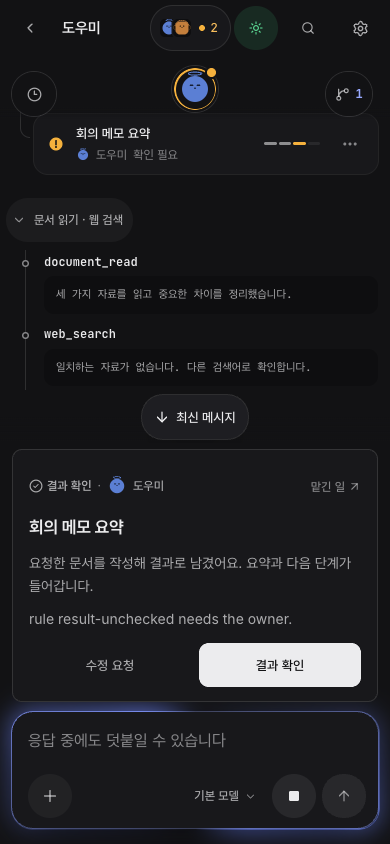 도우미
2
1
회의 메모 요약
도우미 확인 필요
문서 읽기 · 웹 검색
document_read
세 가지 자료를 읽고 중요한 차이를 정리했습니다.
web_search
일치하는 자료가 없습니다. 다른 검색어로 확인합니다.
최신 메시지
결과 확인 · 도우미
맡긴 일
회의 메모 요약
요청한 문서를 작성해 결과로 남겼어요. 요약과 다음 단계가
들어갑니다.
rule result-unchecked needs the owner.
수정 요청
결과 확인
응답 중에도 덧붙일 수 있습니다
기본 모델